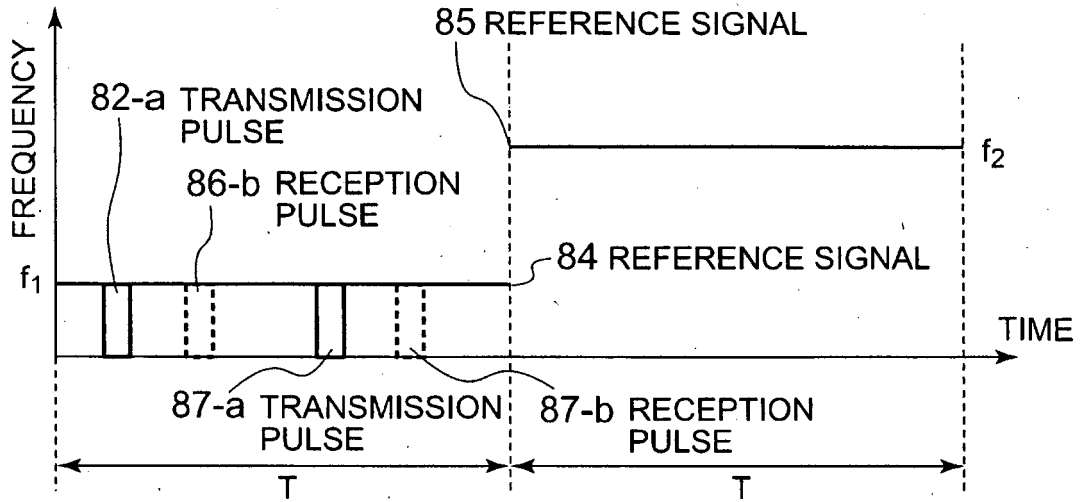 85 REFERENCE SIGNAL
FREQUENCY
82-a TRANSMISSION
PULSE
86-b RECEPTION
PULSE
f₂
84 REFERENCE SIGNAL
f₁
TIME
87-a TRANSMISSION
PULSE
87-b RECEPTION
PULSE
T
T